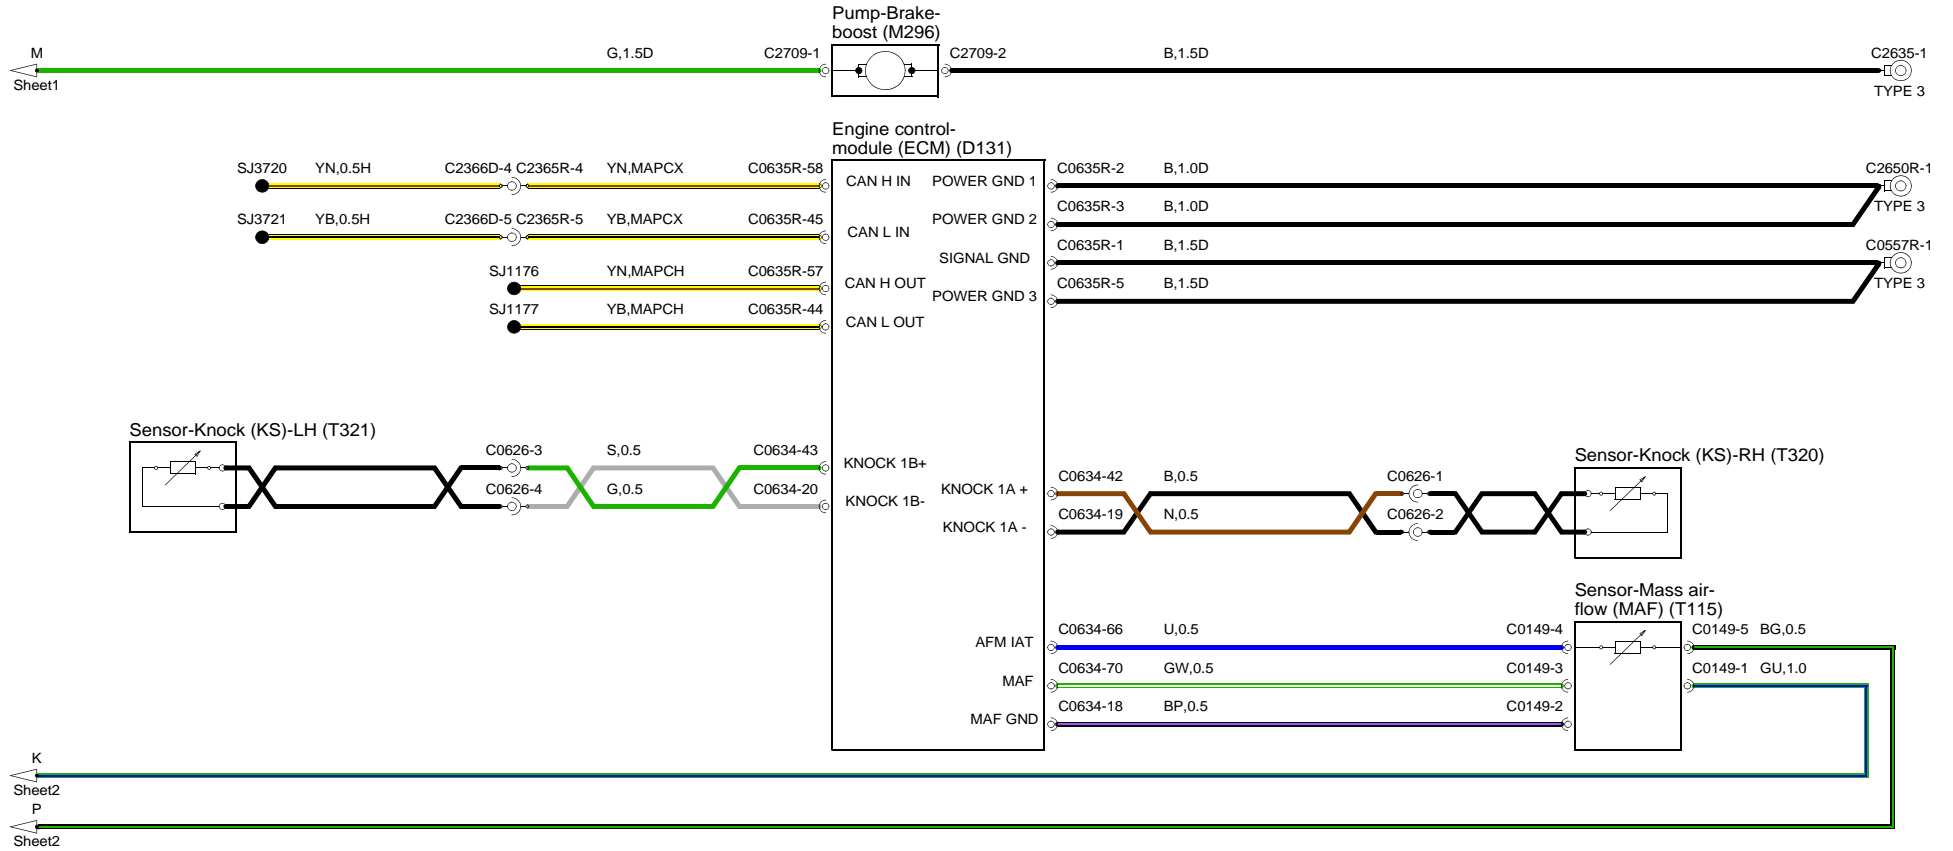 Pump-Brake-
boost (M296)
M
G,1.5D
C2709-1
C2709-2
B,1.5D
C2635-1
Sheet1
TYPE 3
Engine control-
module (ECM) (D131)
SJ3720
YN,0.5H
C2366D-4
C2365R-4
YN,MAPCX
C0635R-58
CAN H IN
POWER GND 1
C0635R-2
B,1.0D
C2650R-1
TYPE 3
SJ3721
YB,0.5H
C2366D-5
C2365R-5
YB,MAPCX
C0635R-45
CAN L IN
POWER GND 2
C0635R-3
B,1.0D
SJ1176
YN,MAPCH
C0635R-57
CAN H OUT
SIGNAL GND
C0635R-1
B,1.5D
C0557R-1
TYPE 3
SJ1177
YB,MAPCH
C0635R-44
CAN L OUT
POWER GND 3
C0635R-5
B,1.5D
Sensor-Knock (KS)-LH (T321)
C0626-3
S,0.5
C0634-43
KNOCK 1B+
C0626-4
G,0.5
C0634-20
KNOCK 1B-
Sensor-Knock (KS)-RH (T320)
KNOCK 1A +
C0634-42
B,0.5
C0626-1
KNOCK 1A -
C0634-19
N,0.5
C0626-2
Sensor-Mass air-
flow (MAF) (T115)
AFM IAT
C0634-66
U,0.5
C0149-4
C0149-5
BG,0.5
MAF
C0634-70
GW,0.5
C0149-3
C0149-1
GU,1.0
MAF GND
C0634-18
BP,0.5
C0149-2
K
Sheet2
P
Sheet2